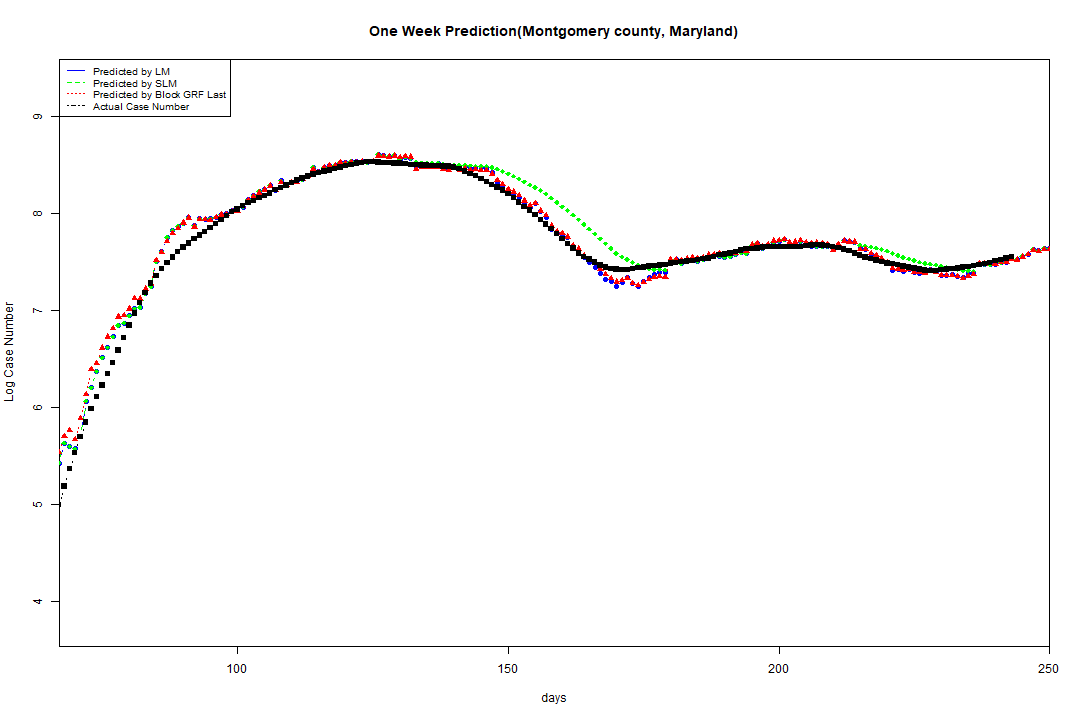 One Week Prediction(Montgomery county, Maryland)
Predicted by LM
Predicted by SLM
Predicted by Block GRF Last
Actual Case Number
9
8
7
6
5
4
Log Case Number
100 150 200 250
days